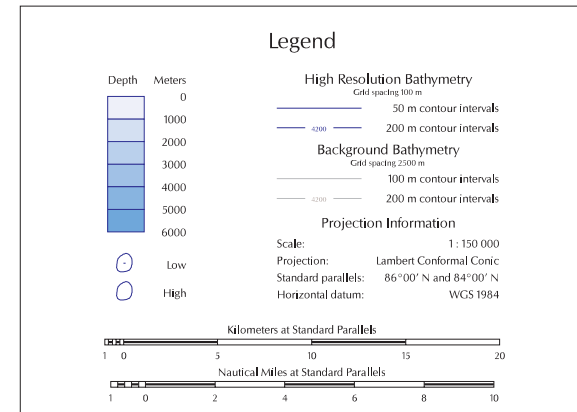 Legend
Depth Meters
0
1000
2000
3000
4000
5000
6000
Low
High
High Resolution Bathymetry
Grid spacing 100 m
50 m contour intervals
4200 200 m contour intervals
Background Bathymetry
Grid spacing 2500 m
100 m contour intervals
4200 200 m contour intervals
Projection Information
Scale: 1 : 150 000
Projection: Lambert Conformal Conic
Standard parallels: 86°00' N and 84°00' N
Horizontal datum: WGS 1984
Kilometers at Standard Parallels
1 0 5 10 15 20
Nautical Miles at Standard Parallels
1 0 2 4 6 8 10